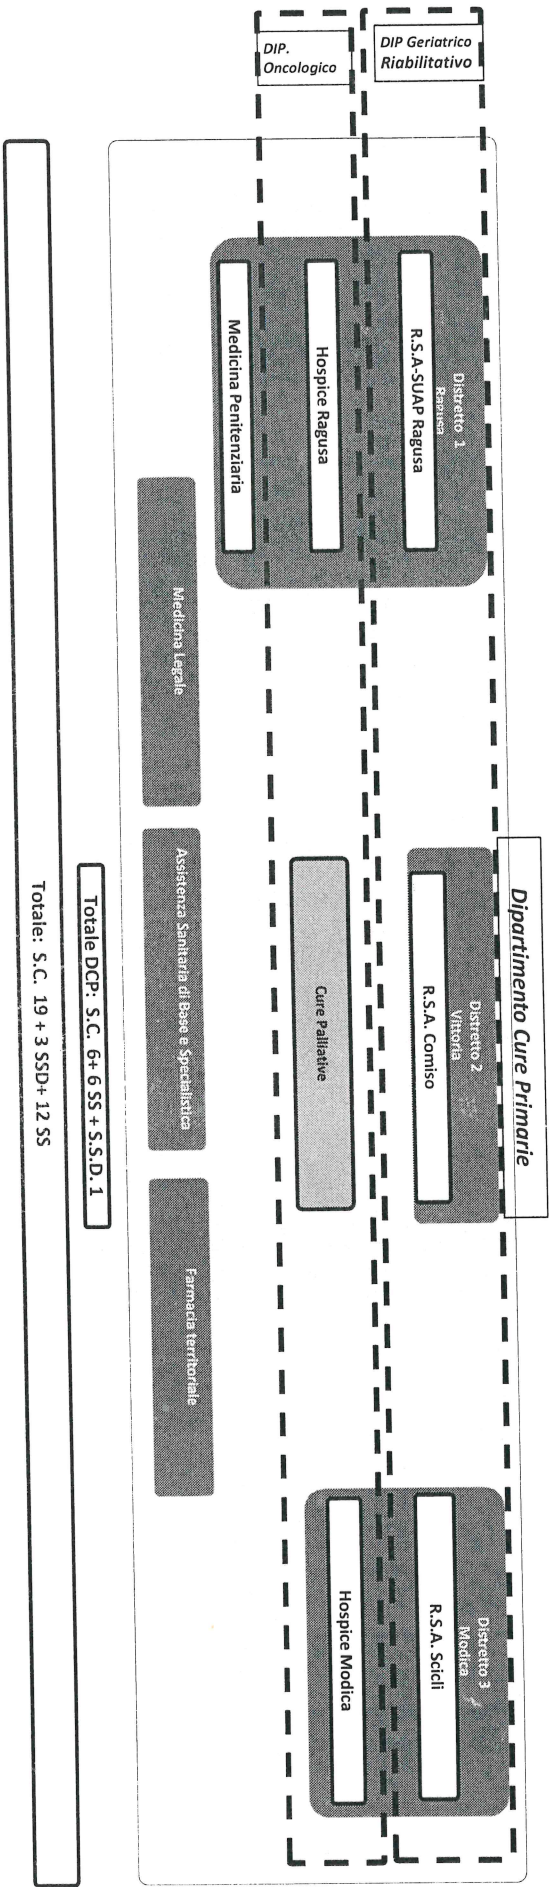 Dipartimento Cure Primarie
DIP Geriatrico
Riabilitativo
Distretto 1
Ragusa
R.S.A-SUAP Ragusa
Distretto 2
Vittoria
R.S.A. Comiso
Distretto 3
Modica
R.S.A. Scicli
DIP.
Oncologico
Hospice Ragusa
Cure Palliative
Hospice Modica
Medicina Penitenziaria
Medicina Legale
Assistenza Sanitaria di Base e Specialistica
Farmacia territoriale
Totale DCP: S.C. 6+ 6 SS + S.S.D. 1
Totale: S.C. 19 + 3 SSD+ 12 SS